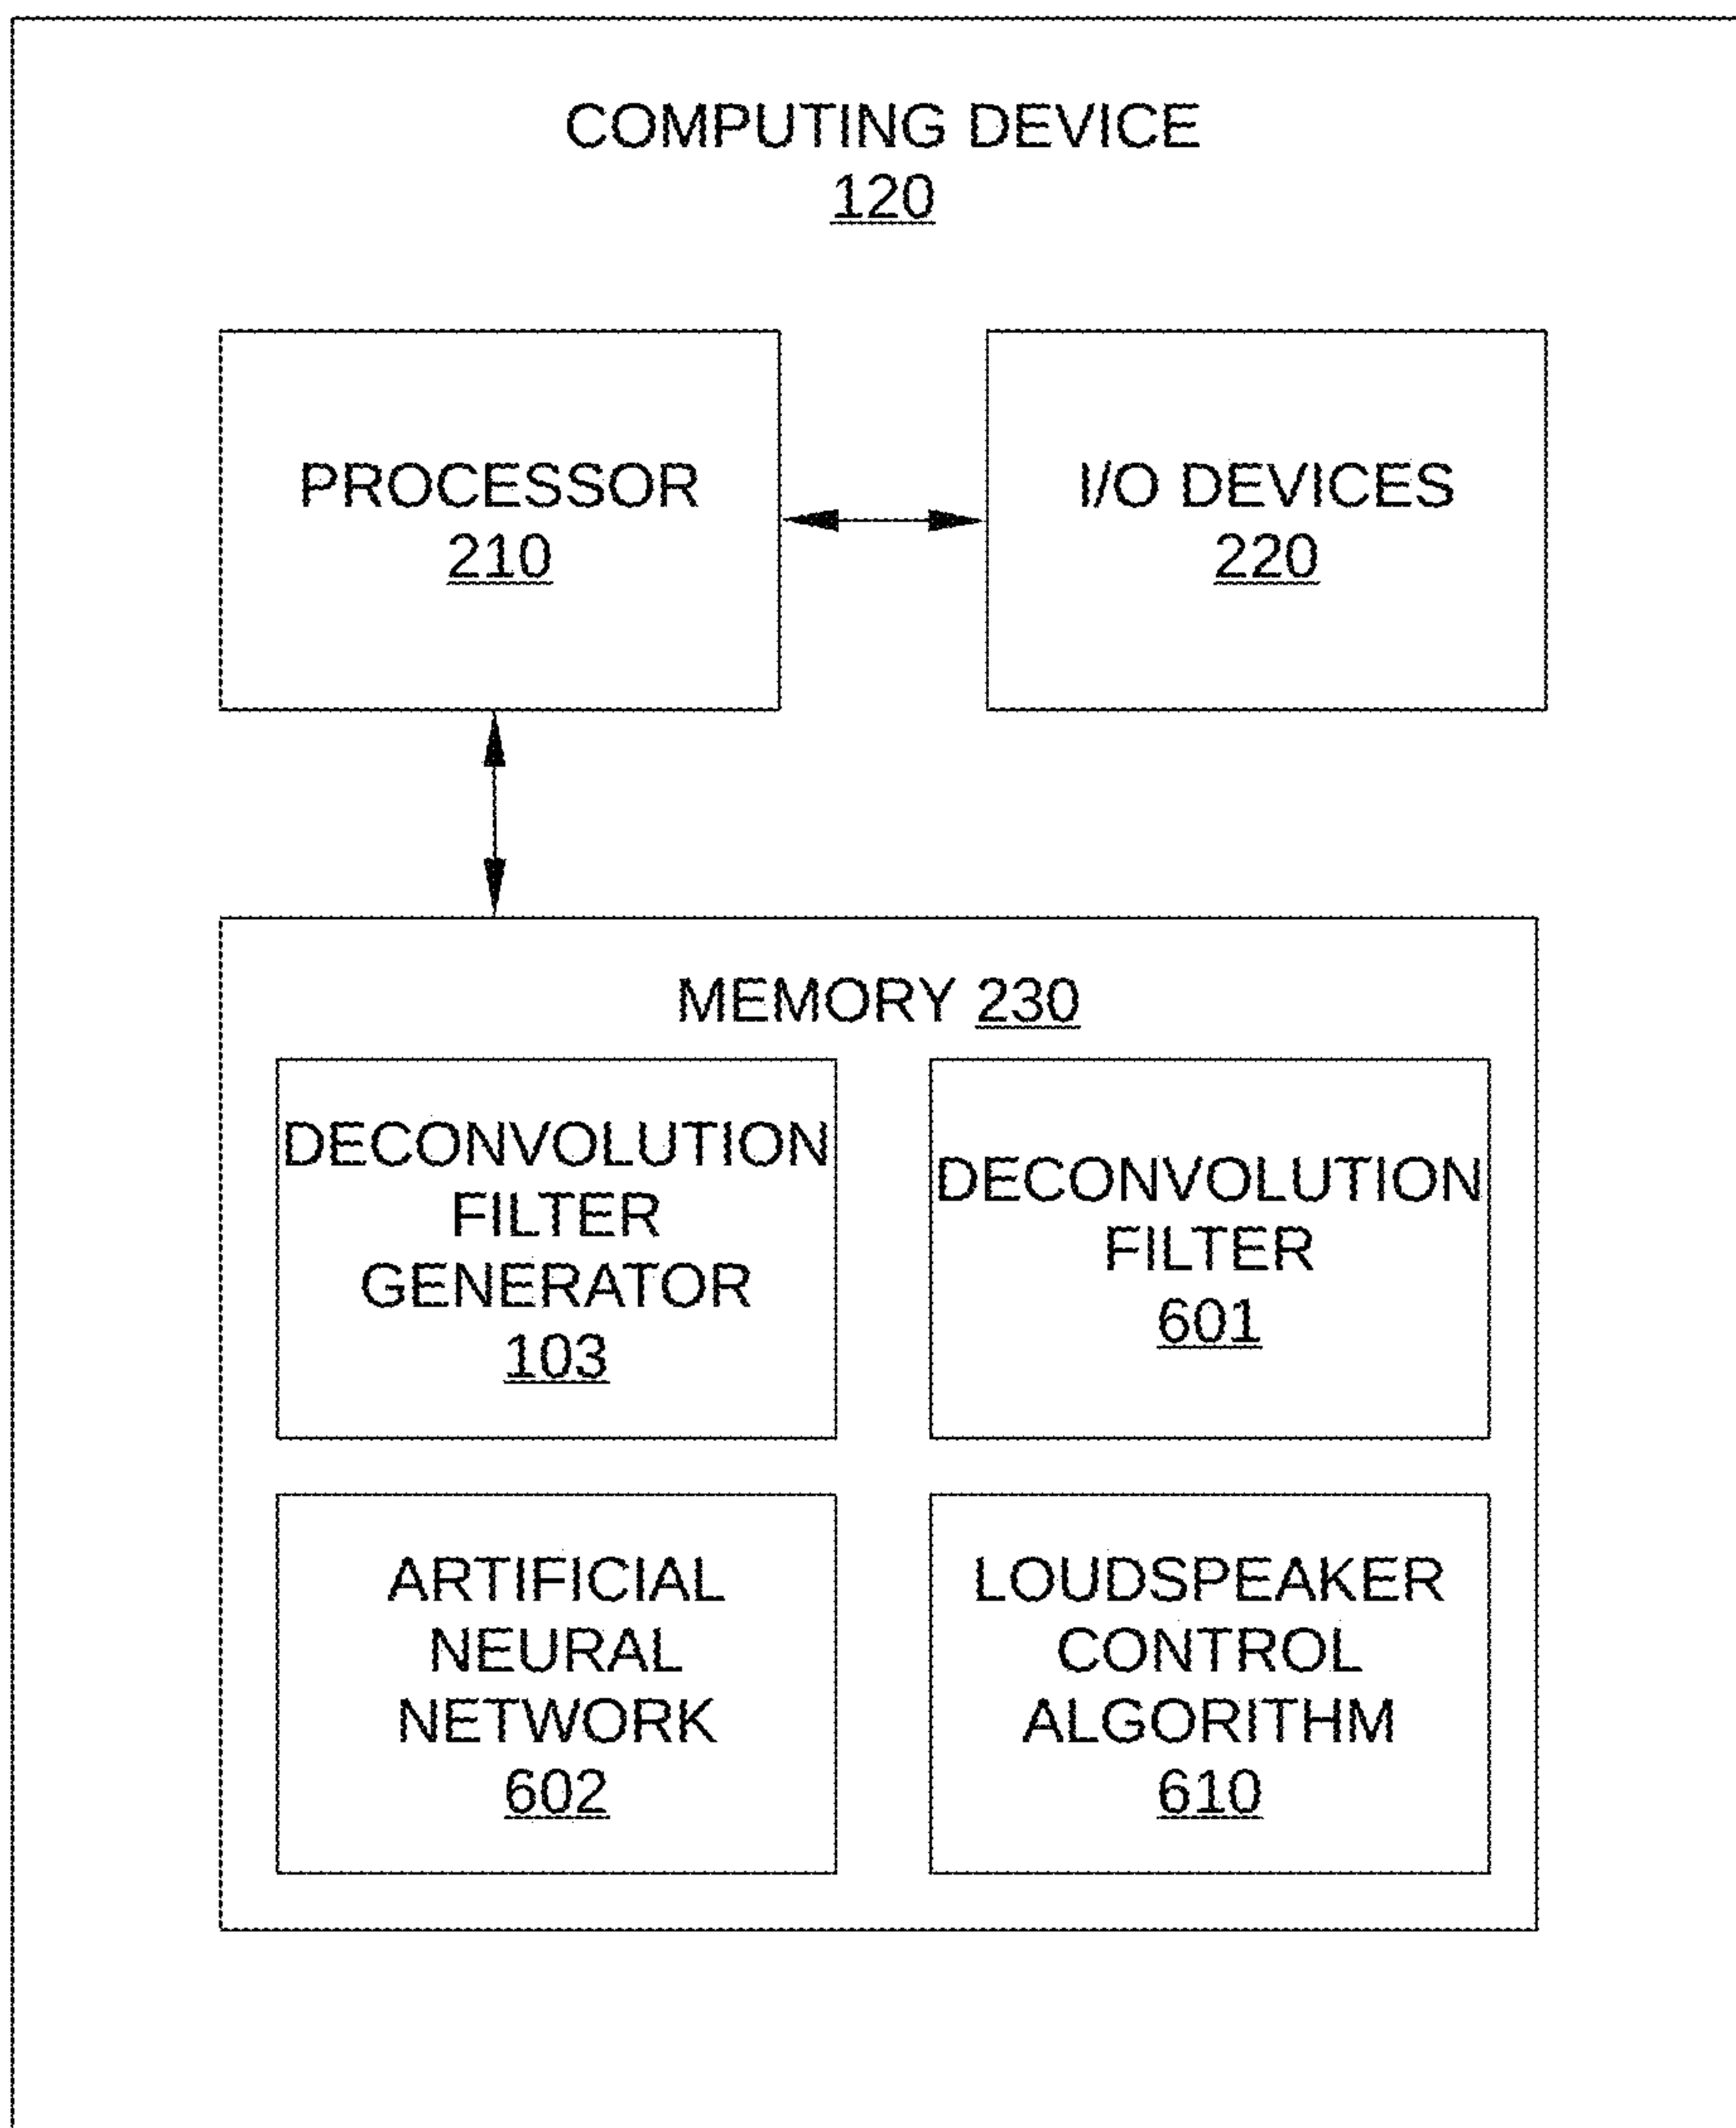 COMPUTING DEVICE
120
PROCESSOR
210
I/O DEVICES
220
MEMORY 230
DECONVOLUTION
FILTER
GENERATOR
103
DECONVOLUTION
FILTER
601
ARTIFICIAL
NEURAL
NETWORK
602
LOUDSPEAKER
CONTROL
ALGORITHM
610